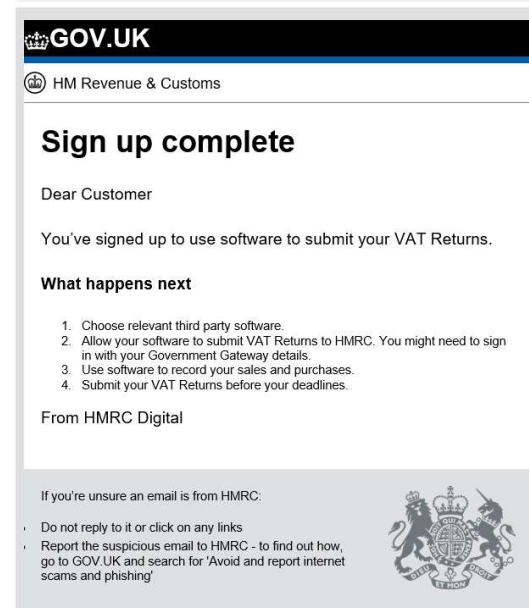 GOV.UK
HM Revenue & Customs
Sign up complete
Dear Customer
You've signed up to use software to submit your VAT Returns.
What happens next
1. Choose relevant third party software.
2. Allow your software to submit VAT Returns to HMRC. You might need to sign
in with your Government Gateway details.
3. Use software to record your sales and purchases.
4. Submit your VAT Returns before your deadlines.
From HMRC Digital
If you're unsure an email is from HMRC:
Do not reply to it or click on any links
Report the suspicious email to HMRC - to find out how,
go to GOV.UK and search for 'Avoid and report internet
scams and phishing'
DIEU ET MON DROIT